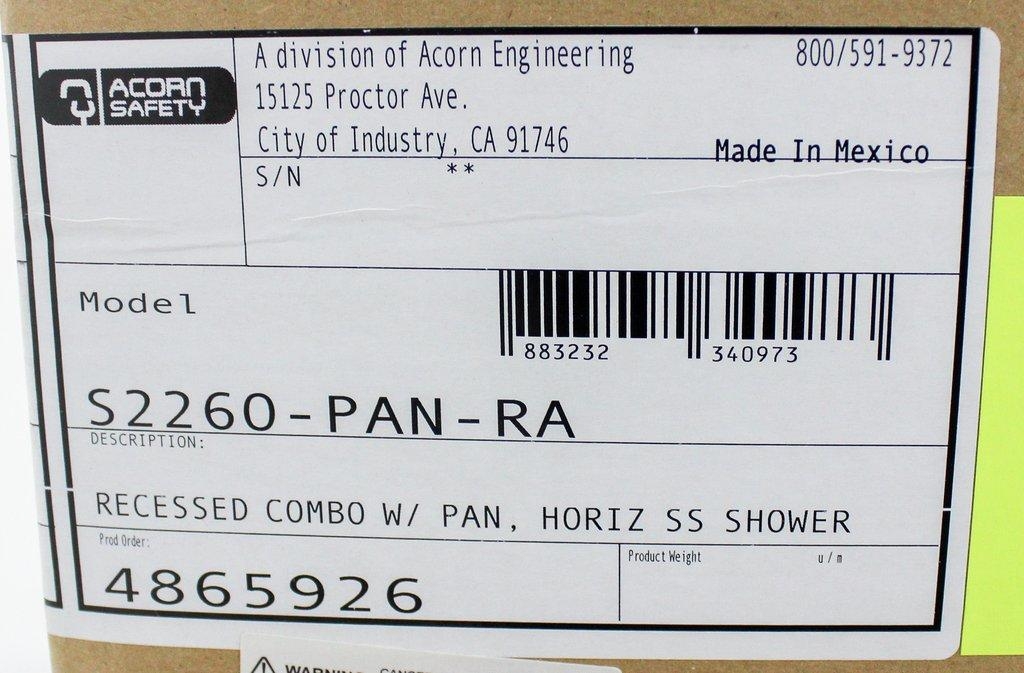 ACORN
SAFETY
A division of Acorn Engineering 800/591-9372
15125 Proctor Ave.
City of Industry, CA 91746 Made In Mexico
S/N **
Model
883232 340973
S2260-PAN-RA
DESCRIPTION:
RECESSED COMBO W/ PAN, HORIZ SS SHOWER
Prod Order: Product Weight u/m
4865926
WARNING